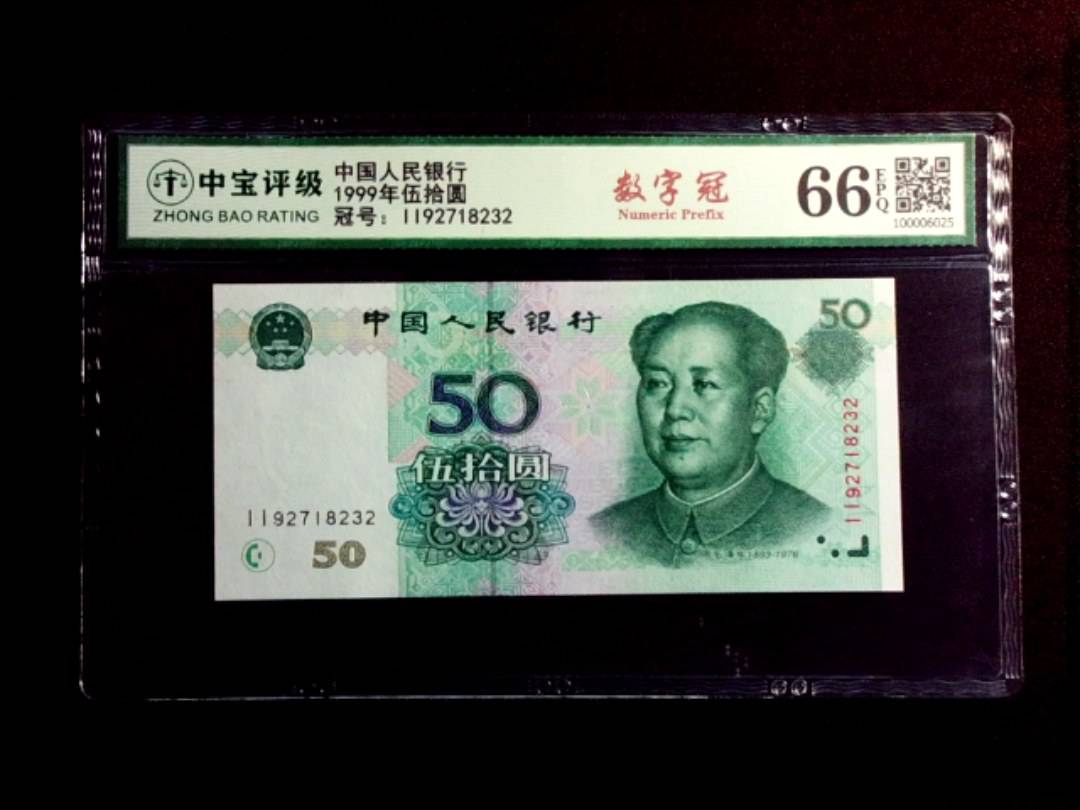 中宝评级
ZHONG BAO RATING
中国人民银行
1999年伍拾圆
冠号: II92718232
数字冠
Numeric Prefix
66
EPQ
100006025
中国人民银行
50
50
伍拾圆
II92718232
50
II92718232
1893-1976